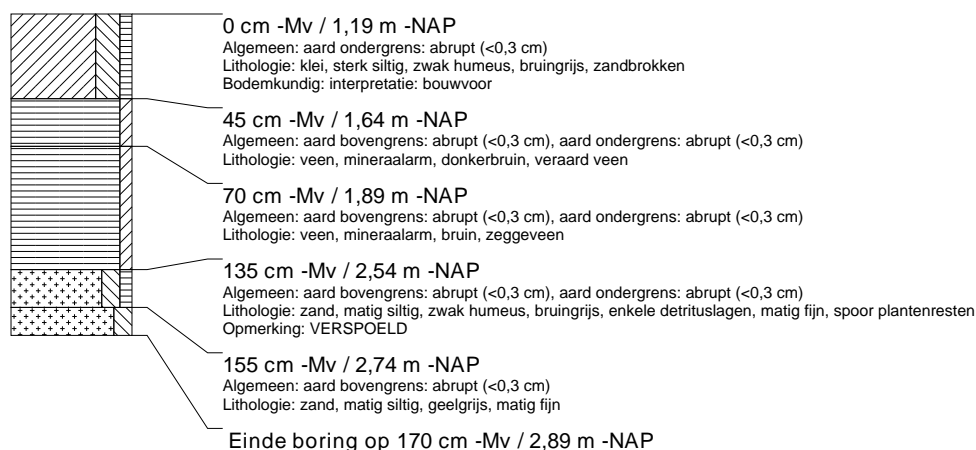 0 cm -Mv / 1,19 m -NAP
Algemeen: aard ondergrens: abrupt (<0,3 cm)
Lithologie: klei, sterk siltig, zwak humeus, bruingrijs, zandbrokken
Bodemkundig: interpretatie: bouwvoor
45 cm -Mv / 1,64 m -NAP
Algemeen: aard bovengrens: abrupt (<0,3 cm), aard ondergrens: abrupt (<0,3 cm)
Lithologie: veen, mineraalarm, donkerbruin, veraard veen
70 cm -Mv / 1,89 m -NAP
Algemeen: aard bovengrens: abrupt (<0,3 cm), aard ondergrens: abrupt (<0,3 cm)
Lithologie: veen, mineraalarm, bruin, zeggeveen
135 cm -Mv / 2,54 m -NAP
Algemeen: aard bovengrens: abrupt (<0,3 cm), aard ondergrens: abrupt (<0,3 cm)
Lithologie: zand, matig siltig, zwak humeus, bruingrijs, enkele detrituslagen, matig fijn, spoor plantenresten
Opmerking: VERSPOELD
155 cm -Mv / 2,74 m -NAP
Algemeen: aard bovengrens: abrupt (<0,3 cm)
Lithologie: zand, matig siltig, geelgrijs, matig fijn
Einde boring op 170 cm -Mv / 2,89 m -NAP